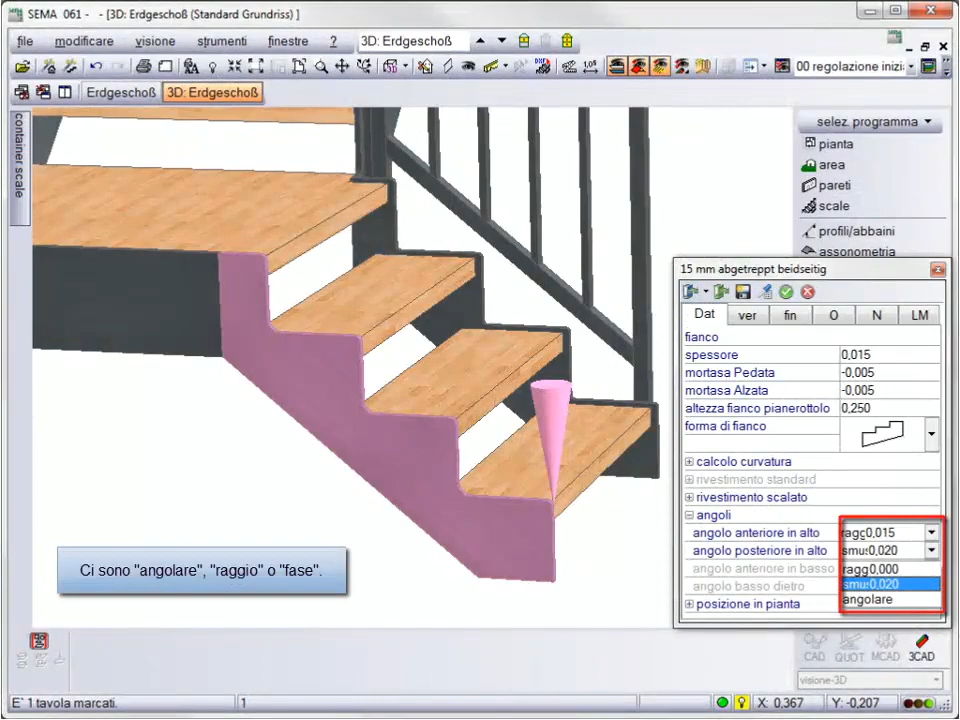 SEMA 061 - - [3D: Erdgeschoß (Standard Grundriss) ]
file modificare visione strumenti finestre ? 3D: Erdgeschoß
00 regolazione inizi
Erdgeschoß 3D: Erdgeschoß
container scale
selez. programma
pianta
area
pareti
scale
profili/abbaini
assonometria
15 mm abgetreppt beidseitig
Dat ver fin O N LM
fianco
spessore 0,015
mortasa Pedata -0,005
mortasa Alzata -0,005
altezza fianco pianerottolo 0,250
forma di fianco
calcolo curvatura
rivestimento standard
rivestimento scalato
angoli
angolo anteriore in alto ragg0,015
angolo posteriore in alto smus0,020
angolo anteriore in basso ragg0,000
angolo basso dietro smus0,020
angolare
posizione in pianta
Ci sono "angolare", "raggio" o "fase".
CAD QUOT MCAD 3CAD
visione-3D
E` 1 tavola marcati. 1 X: 0,367 Y: -0,207